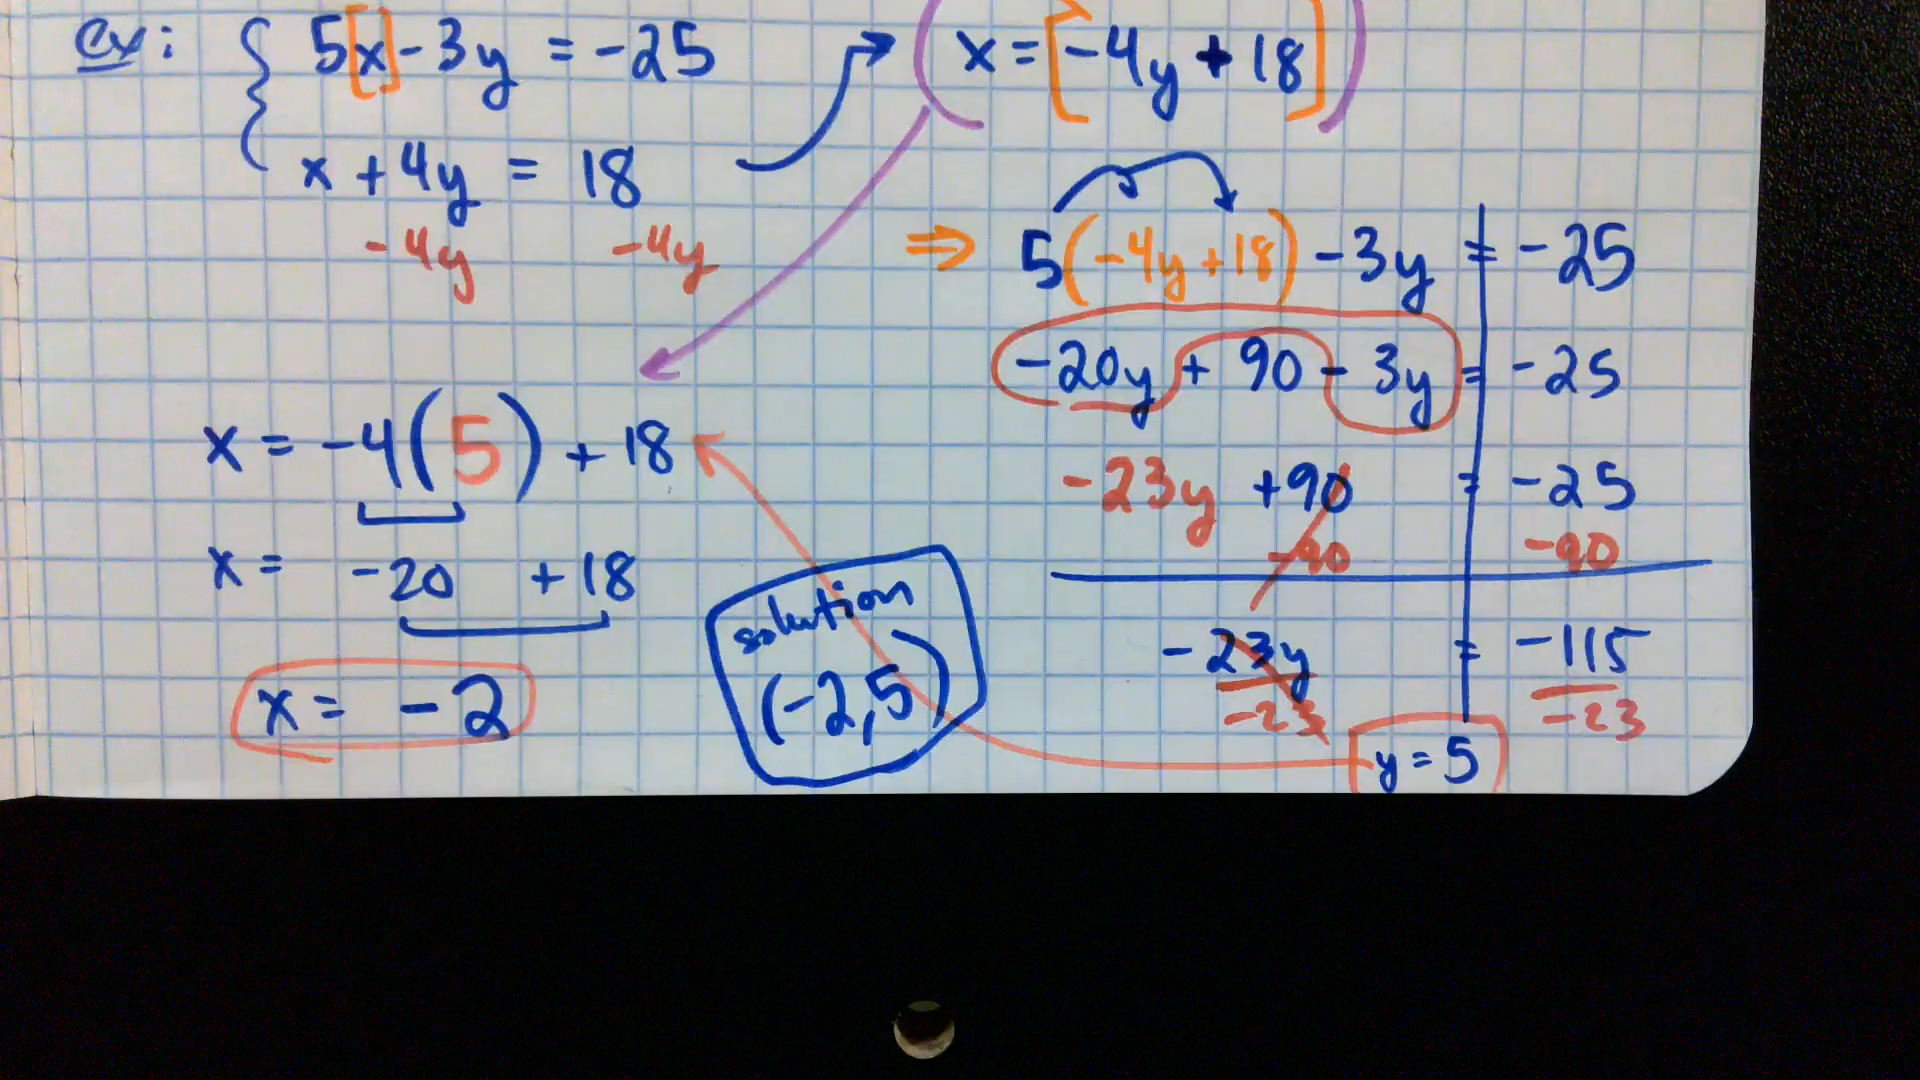 ex: { 5[x] - 3y = -25
x + 4y = 18
-4y -4y
(x = [-4y + 18])
⇒ 5(-4y + 18) - 3y = -25
-20y + 90 - 3y = -25
-23y + 90 = -25
-90 -90
-23y = -115
-23 -23
y = 5
x = -4(5) + 18
x = -20 + 18
x = -2
solution
(-2,5)